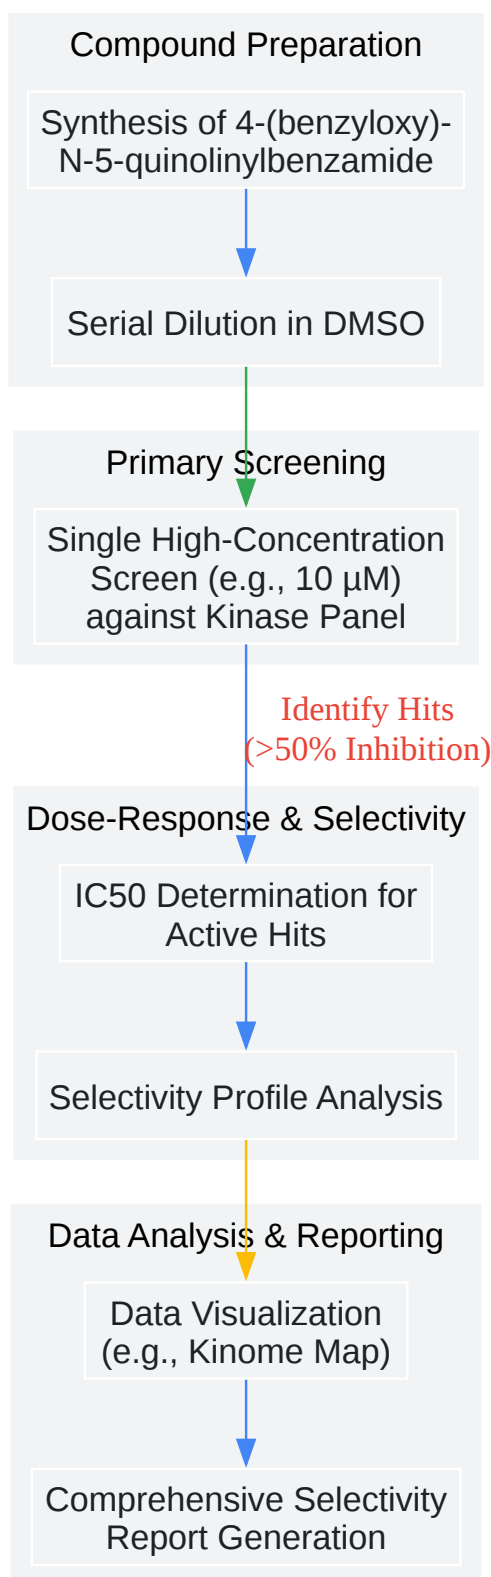 Compound Preparation
Synthesis of 4-(benzyloxy)-
N-5-quinolinylbenzamide
Serial Dilution in DMSO
Primary Screening
Single High-Concentration
Screen (e.g., 10 µM)
against Kinase Panel
Identify Hits
(>50% Inhibition)
Dose-Response & Selectivity
IC50 Determination for
Active Hits
Selectivity Profile Analysis
Data Analysis & Reporting
Data Visualization
(e.g., Kinome Map)
Comprehensive Selectivity
Report Generation